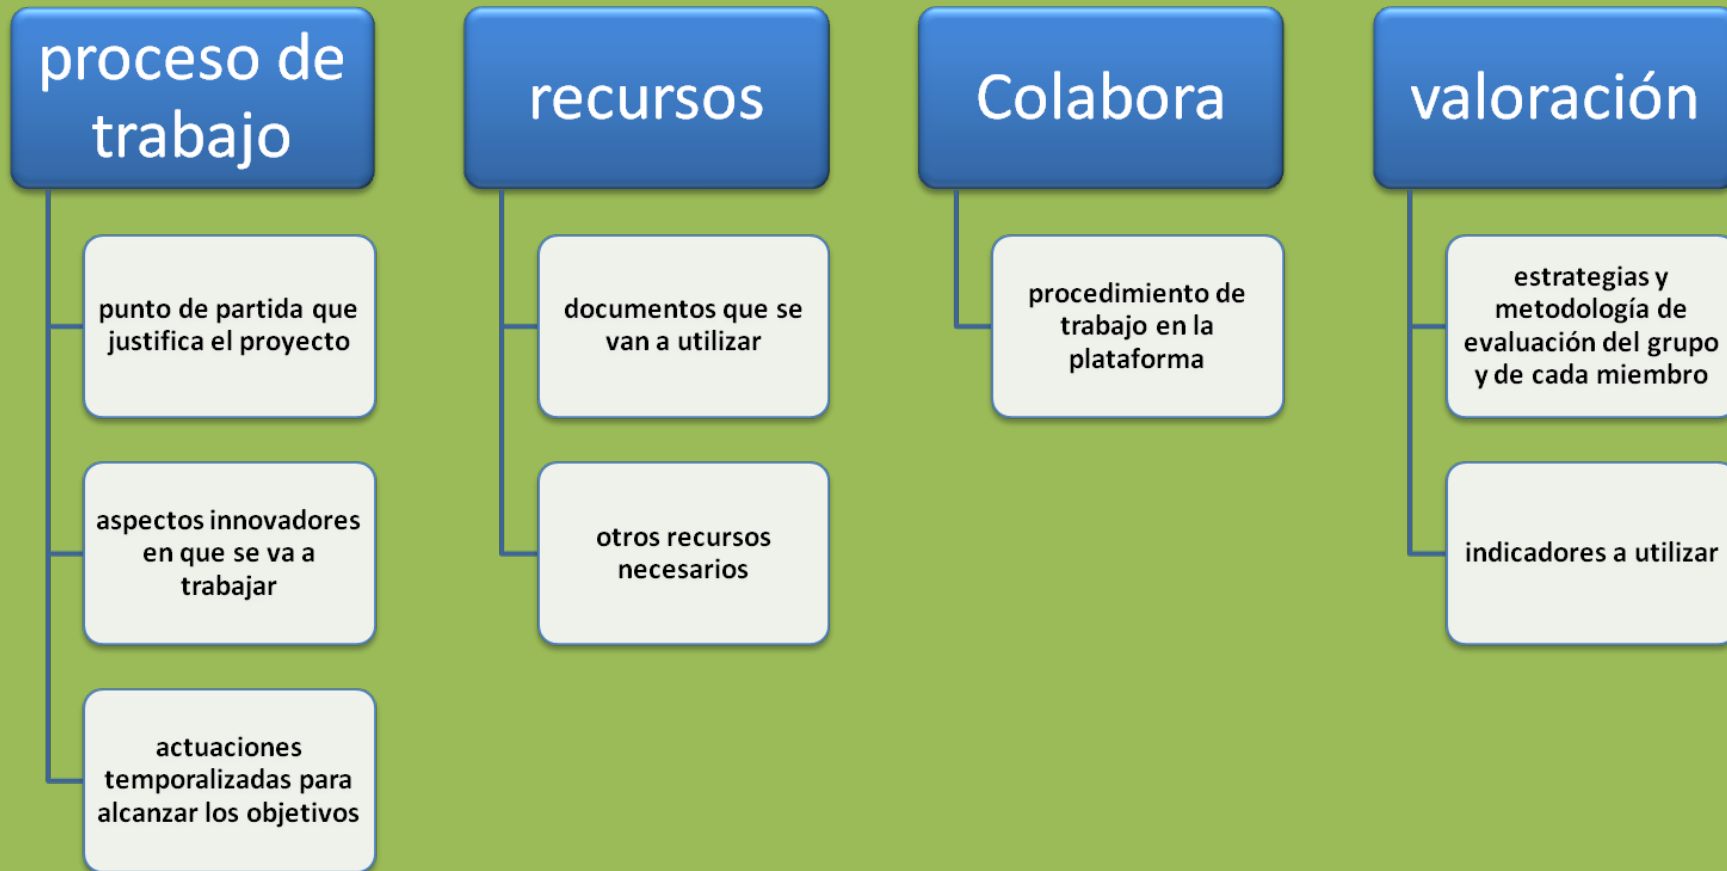 proceso de
trabajo
punto de partida que
justifica el proyecto
aspectos innovadores
en que se va a
trabajar
actuaciones
temporalizadas para
alcanzar los objetivos
recursos
documentos que se
van a utilizar
otros recursos
necesarios
Colabora
procedimiento de
trabajo en la
plataforma
valoración
estrategias y
metodología de
evaluación del grupo
y de cada miembro
indicadores a utilizar